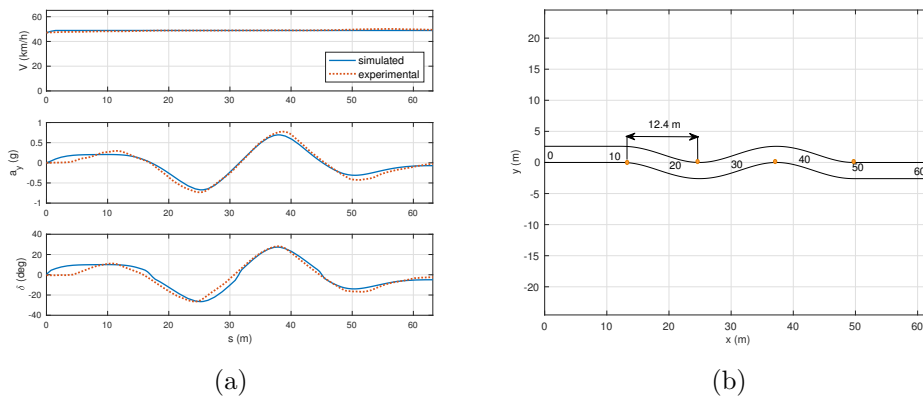 60
40
20
0
V (km/h)
simulated
experimental
0 10 20 30 40 50 60
1
0.5
0
-0.5
-1
a_y (g)
0 10 20 30 40 50 60
40
20
0
-20
-40
δ (deg)
0 10 20 30 40 50 60
s (m)
(a)
20
15
10
5
0
-5
-10
-15
-20
y (m)
12.4 m
0 10 20 30 40 50 60
0 10 20 30 40 50 60
x (m)
(b)